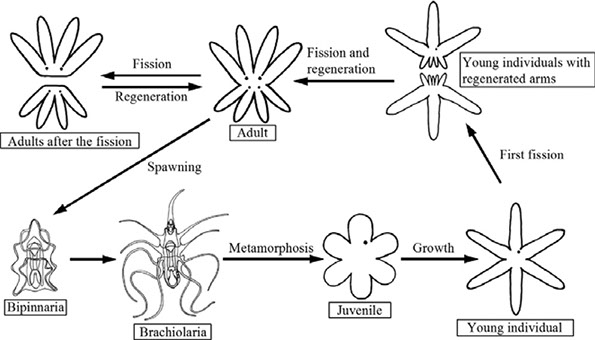 Fission
Regeneration
Adults after the fission
Adult
Fission and
regeneration
Young individuals with
regenerated arms
Spawning
First fission
Bipinnaria
Brachiolaria
Metamorphosis
Juvenile
Growth
Young individual